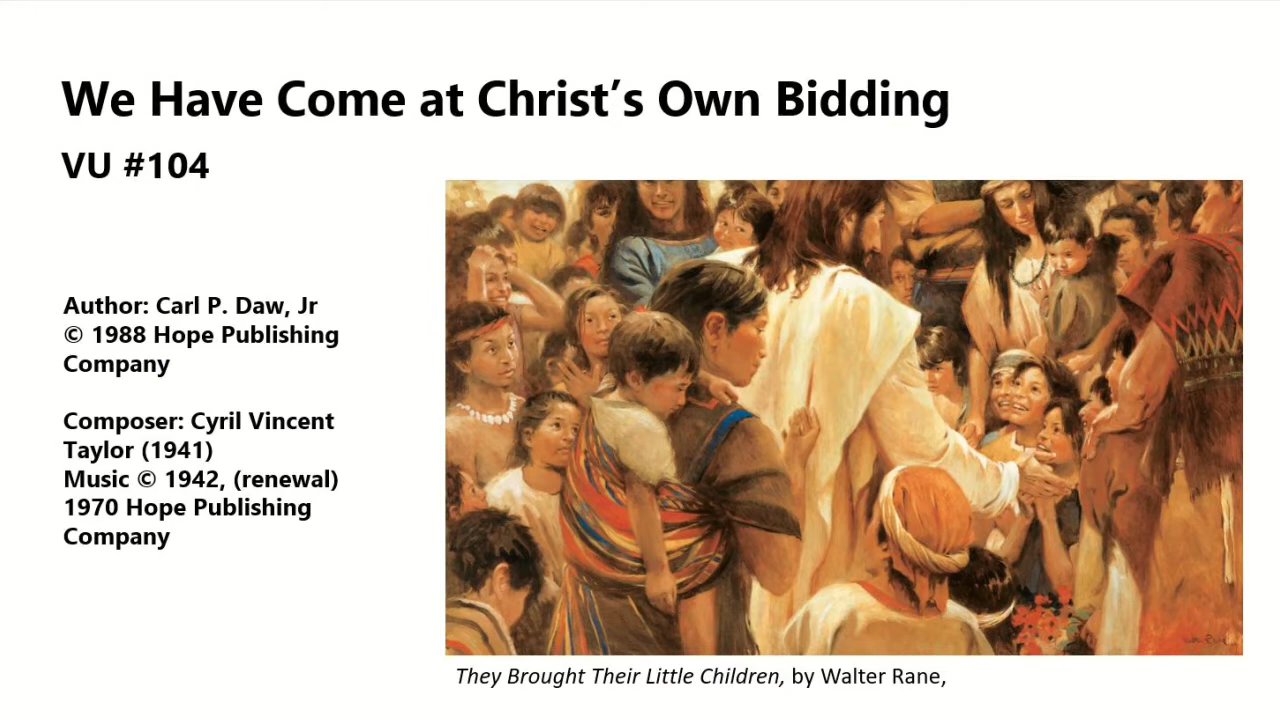 We Have Come at Christ’s Own Bidding
VU #104
Author: Carl P. Daw, Jr
© 1988 Hope Publishing
Company
Composer: Cyril Vincent
Taylor (1941)
Music © 1942, (renewal)
1970 Hope Publishing
Company
They Brought Their Little Children, by Walter Rane,